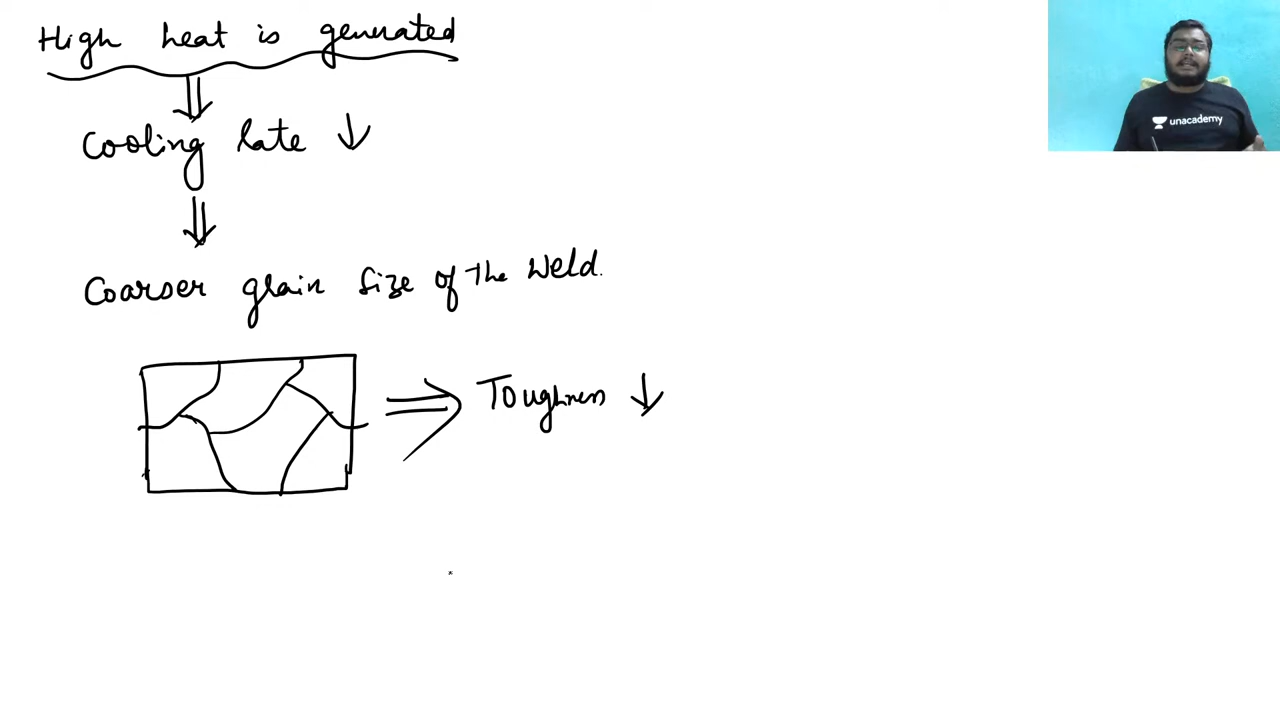 High heat is generated
Cooling rate ↓
Coarser grain size of the weld.
Toughness ↓
unacademy